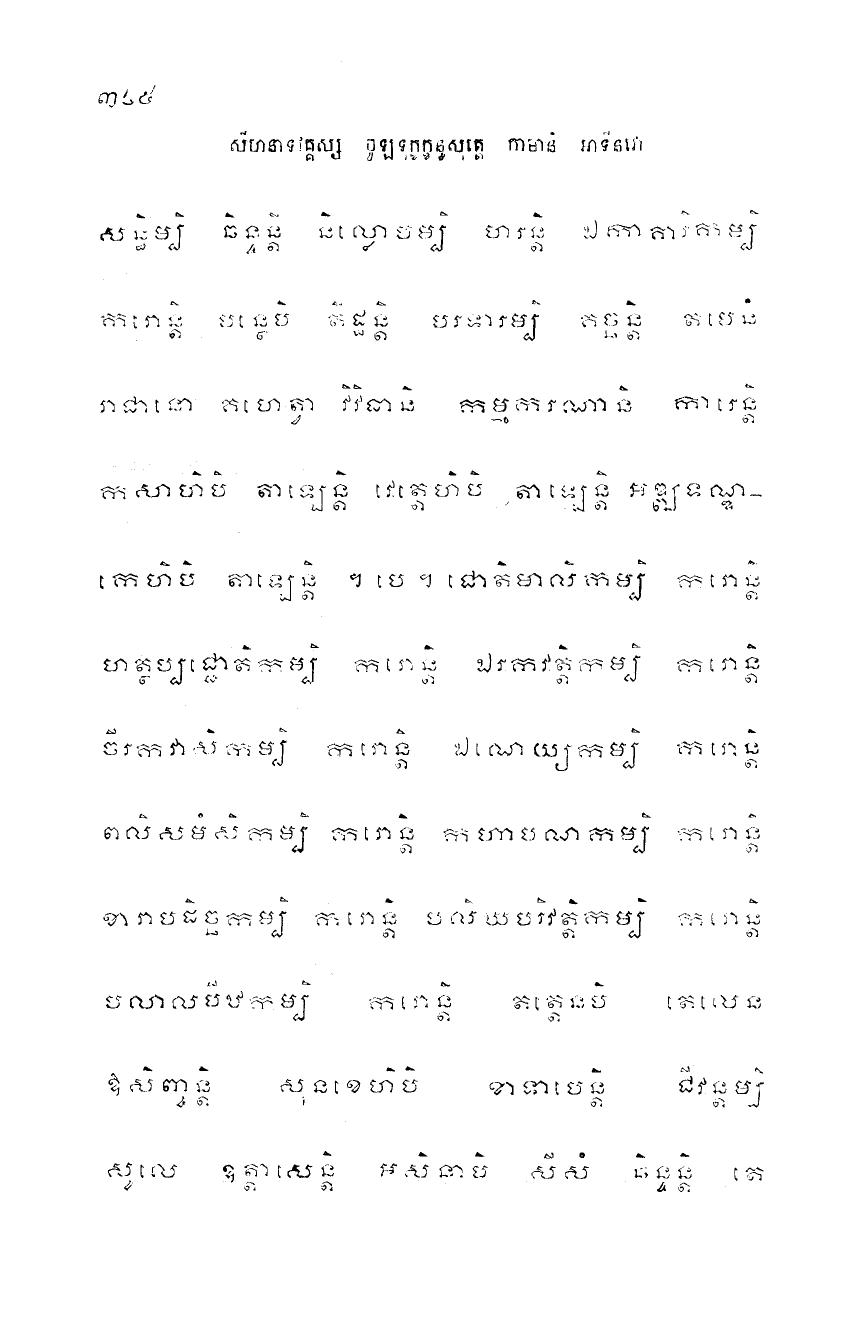 ៣៤៥
សីហនាទវគ្គស្ស ចូឡទុក្ខក្ខន្ធសុត្តេ កាមានំ អាទីនវោ
សន្ធិម្បិ ឆិន្ទន្តិ និល្លោបម្បិ ហរន្តិ ឯកាគារិកម្បិ
ករោន្តិ បន្ថេបិ តិដ្ឋន្តិ បរទារម្បិ គច្ឆន្តិ តមេនំ
រាជានោ គហេត្វា វិវិធានិ កម្មករណានិ ការេន្តិ
កសាហិបិ តាឡេន្តិ វេត្តេហិបិ តាឡេន្តិ អឌ្ឍទណ្ឌ-
កេហិបិ តាឡេន្តិ ។ បេ ។ ជោតិមាលិកម្បិ ករោន្តិ
ហត្ថប្បជ្ជោតិកម្បិ ករោន្តិ ឯរកវត្តិកម្បិ ករោន្តិ
ចីរកវាសិកម្បិ ករោន្តិ ឯណេយ្យកម្បិ ករោន្តិ
ពលិសមំសិកម្បិ ករោន្តិ កហាបណកម្បិ ករោន្តិ
ខារាបដិច្ឆកម្បិ ករោន្តិ បលិយបរិវត្តិកម្បិ ករោន្តិ
បលាលបីឋកម្បិ ករោន្តិ តត្តេនបិ តេលេន
ឱសិញ្ចន្តិ សុនខេហិបិ ខាទាបេន្តិ ជីវន្តម្បិ
សូលេ ឧត្តាសេន្តិ អសិនាបិ សីសំ ឆិន្ទន្តិ តេ